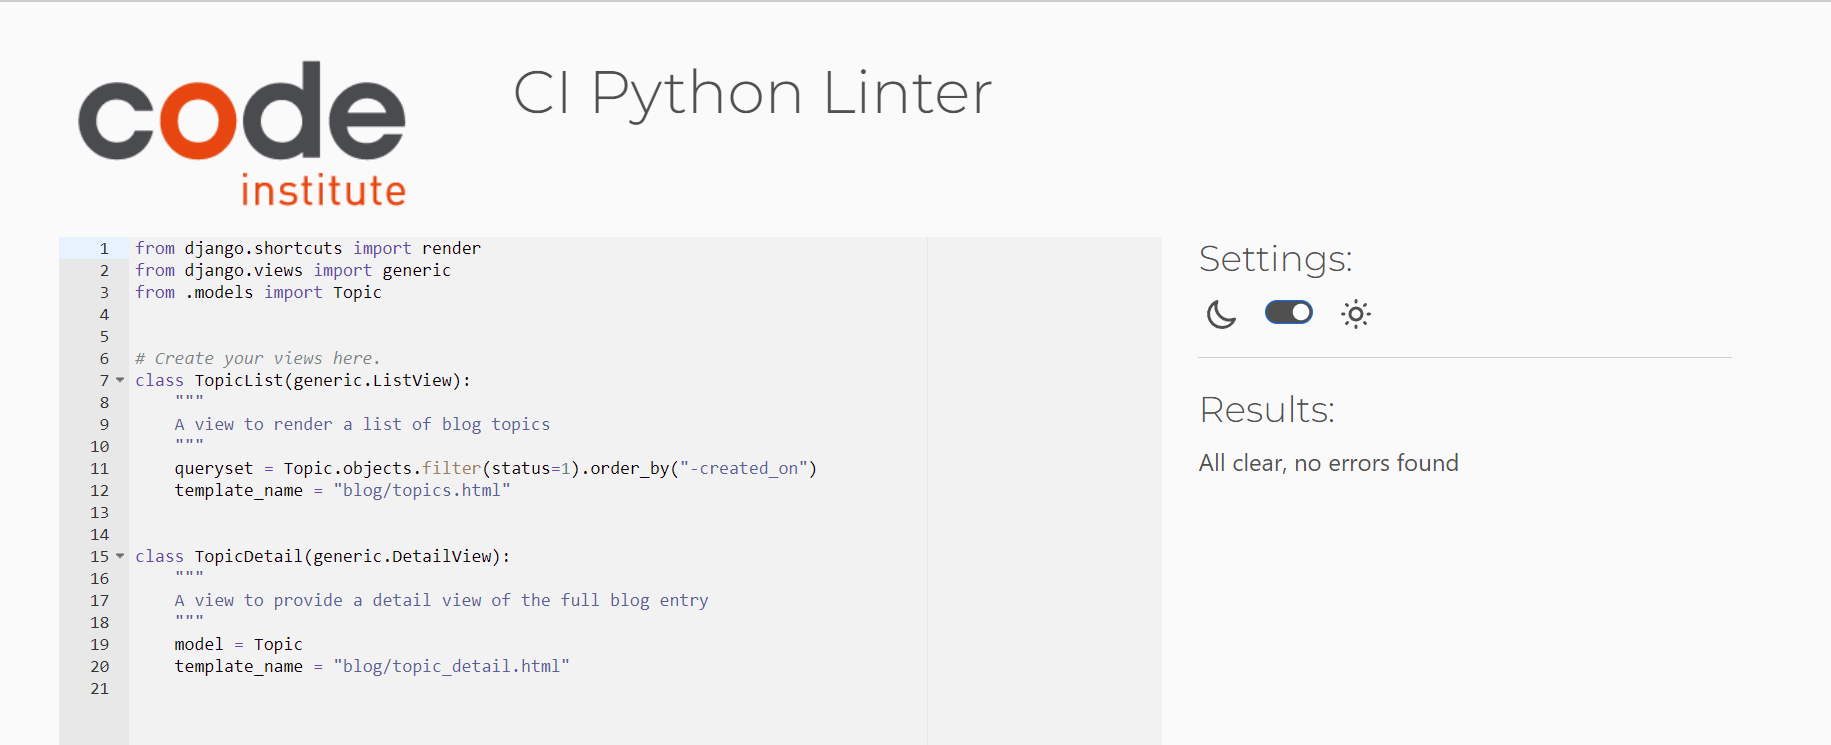 code
institute
CI Python Linter
1 from django.shortcuts import render
2 from django.views import generic
3 from .models import Topic
4
5
6 # Create your views here.
7 class TopicList(generic.ListView):
8 """
9 A view to render a list of blog topics
10 """
11 queryset = Topic.objects.filter(status=1).order_by("-created_on")
12 template_name = "blog/topics.html"
13
14
15 class TopicDetail(generic.DetailView):
16 """
17 A view to provide a detail view of the full blog entry
18 """
19 model = Topic
20 template_name = "blog/topic_detail.html"
21
Settings:
Results:
All clear, no errors found